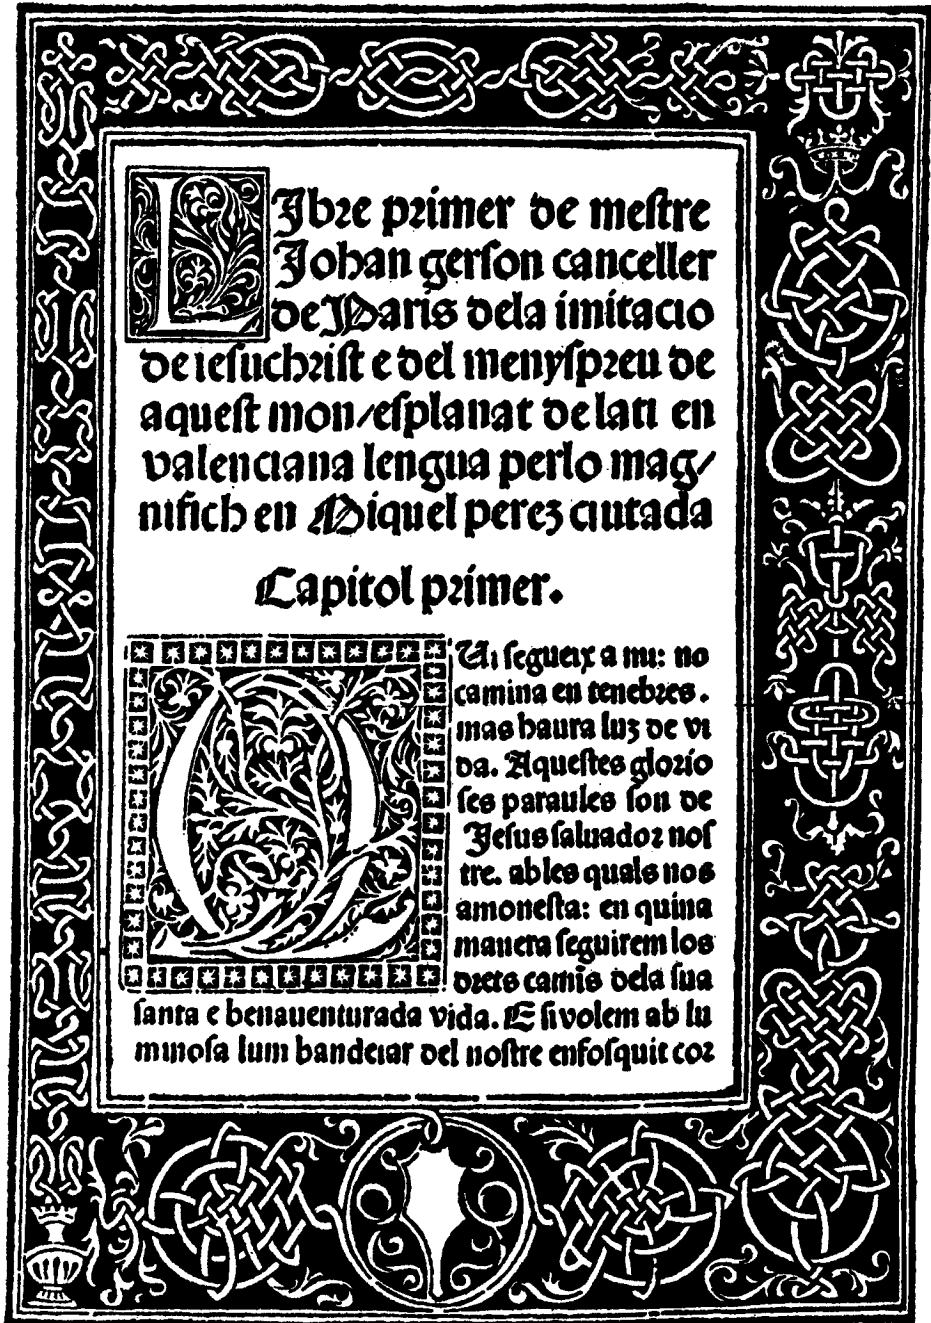 LIbre primer de mestre
Johan gerson canceller
de Paris dela imitacio
de iesuchrist e del menyspreu de
aquest mon/esplanat de lati en
valenciana lengua perlo mag/
nifich en Miquel perez ciutada
Capitol primer.
QUi segueix a mi: no
camina en tenebres.
mas haura luz de vi
da. Aquestes glorio
ses paraules son de
Jesus saluador nos
tre. ables quals nos
amonesta: en quina
manera seguirem los
drets camis dela sua
santa e benauenturada vida. E si volem ab lu
minosa lum bandeiar del nostre enfosquit cor